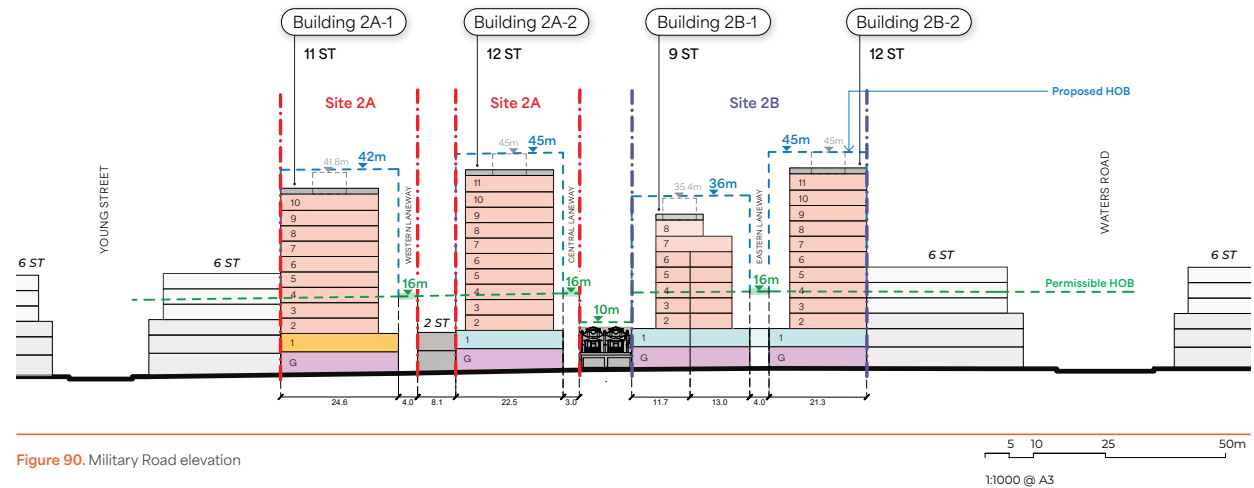 Building 2A-1
Building 2A-2
Building 2B-1
Building 2B-2
11 ST
12 ST
9 ST
12 ST
Site 2A
Site 2A
Site 2B
Proposed HOB
41.8m
42m
45m
45m
35.4m
36m
45m
45m
YOUNG STREET
WESTERN LANEWAY
CENTRAL LANEWAY
EASTERN LANEWAY
WATERS ROAD
6 ST
6 ST
6 ST
6 ST
2 ST
16m
16m
10m
16m
Permissible HOB
10
9
8
7
6
5
4
3
2
1
G
11
10
9
8
7
6
5
4
3
2
1
G
8
7
6
5
4
3
2
1
G
11
10
9
8
7
6
5
4
3
2
1
G
24.6
4.0
8.1
22.5
3.0
11.7
13.0
4.0
21.3
Figure 90. Military Road elevation
5 10 25 50m
1:1000 @ A3